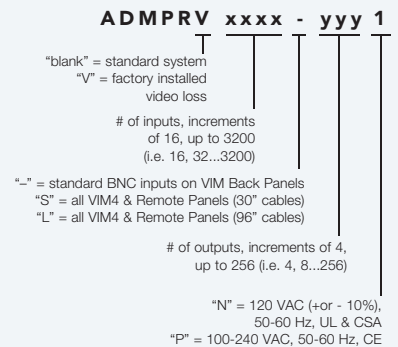 ADMPRV xxxx - yyy 1
“blank” = standard system
“V” = factory installed
video loss
# of inputs, increments
of 16, up to 3200
(i.e. 16, 32...3200)
“–” = standard BNC inputs on VIM Back Panels
“S” = all VIM4 & Remote Panels (30” cables)
“L” = all VIM4 & Remote Panels (96” cables)
# of outputs, increments of 4,
up to 256 (i.e. 4, 8...256)
“N” = 120 VAC (+or - 10%),
50-60 Hz, UL & CSA
“P” = 100-240 VAC, 50-60 Hz, CE